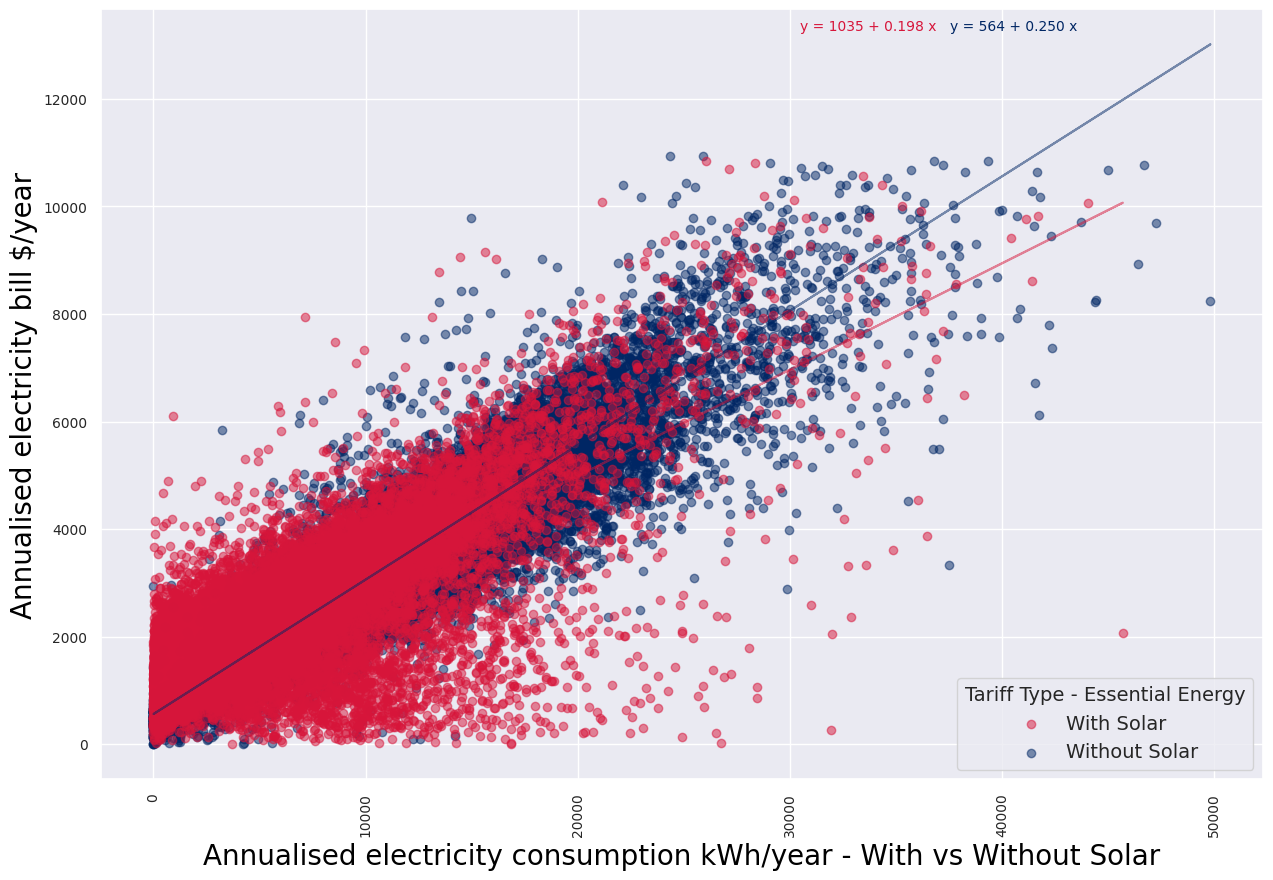 y = 1035 + 0.198 x y = 564 + 0.250 x
12000
10000
8000
6000
4000
2000
0
Annualised electricity bill $/year
0
10000
20000
30000
40000
50000
Annualised electricity consumption kWh/year - With vs Without Solar
Tariff Type - Essential Energy
With Solar
Without Solar